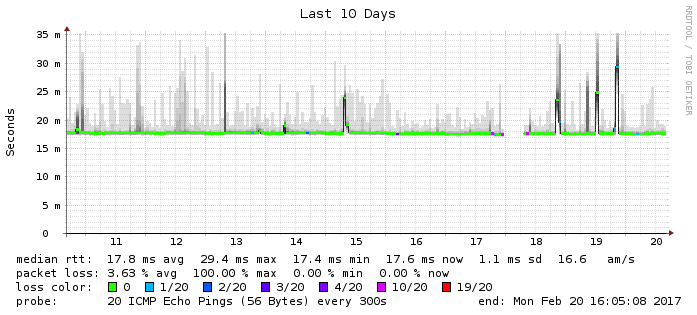 Last 10 Days
RRDTOOL / TOBI OETIKER
Seconds
35 m
30 m
25 m
20 m
15 m
10 m
5 m
0
11 12 13 14 15 16 17 18 19 20
median rtt: 17.8 ms avg 29.4 ms max 17.4 ms min 17.6 ms now 1.1 ms sd 16.6 am/s
packet loss: 3.63 % avg 100.00 % max 0.00 % min 0.00 % now
loss color: 0 1/20 2/20 3/20 4/20 10/20 19/20
probe: 20 ICMP Echo Pings (56 Bytes) every 300s end: Mon Feb 20 16:05:08 2017